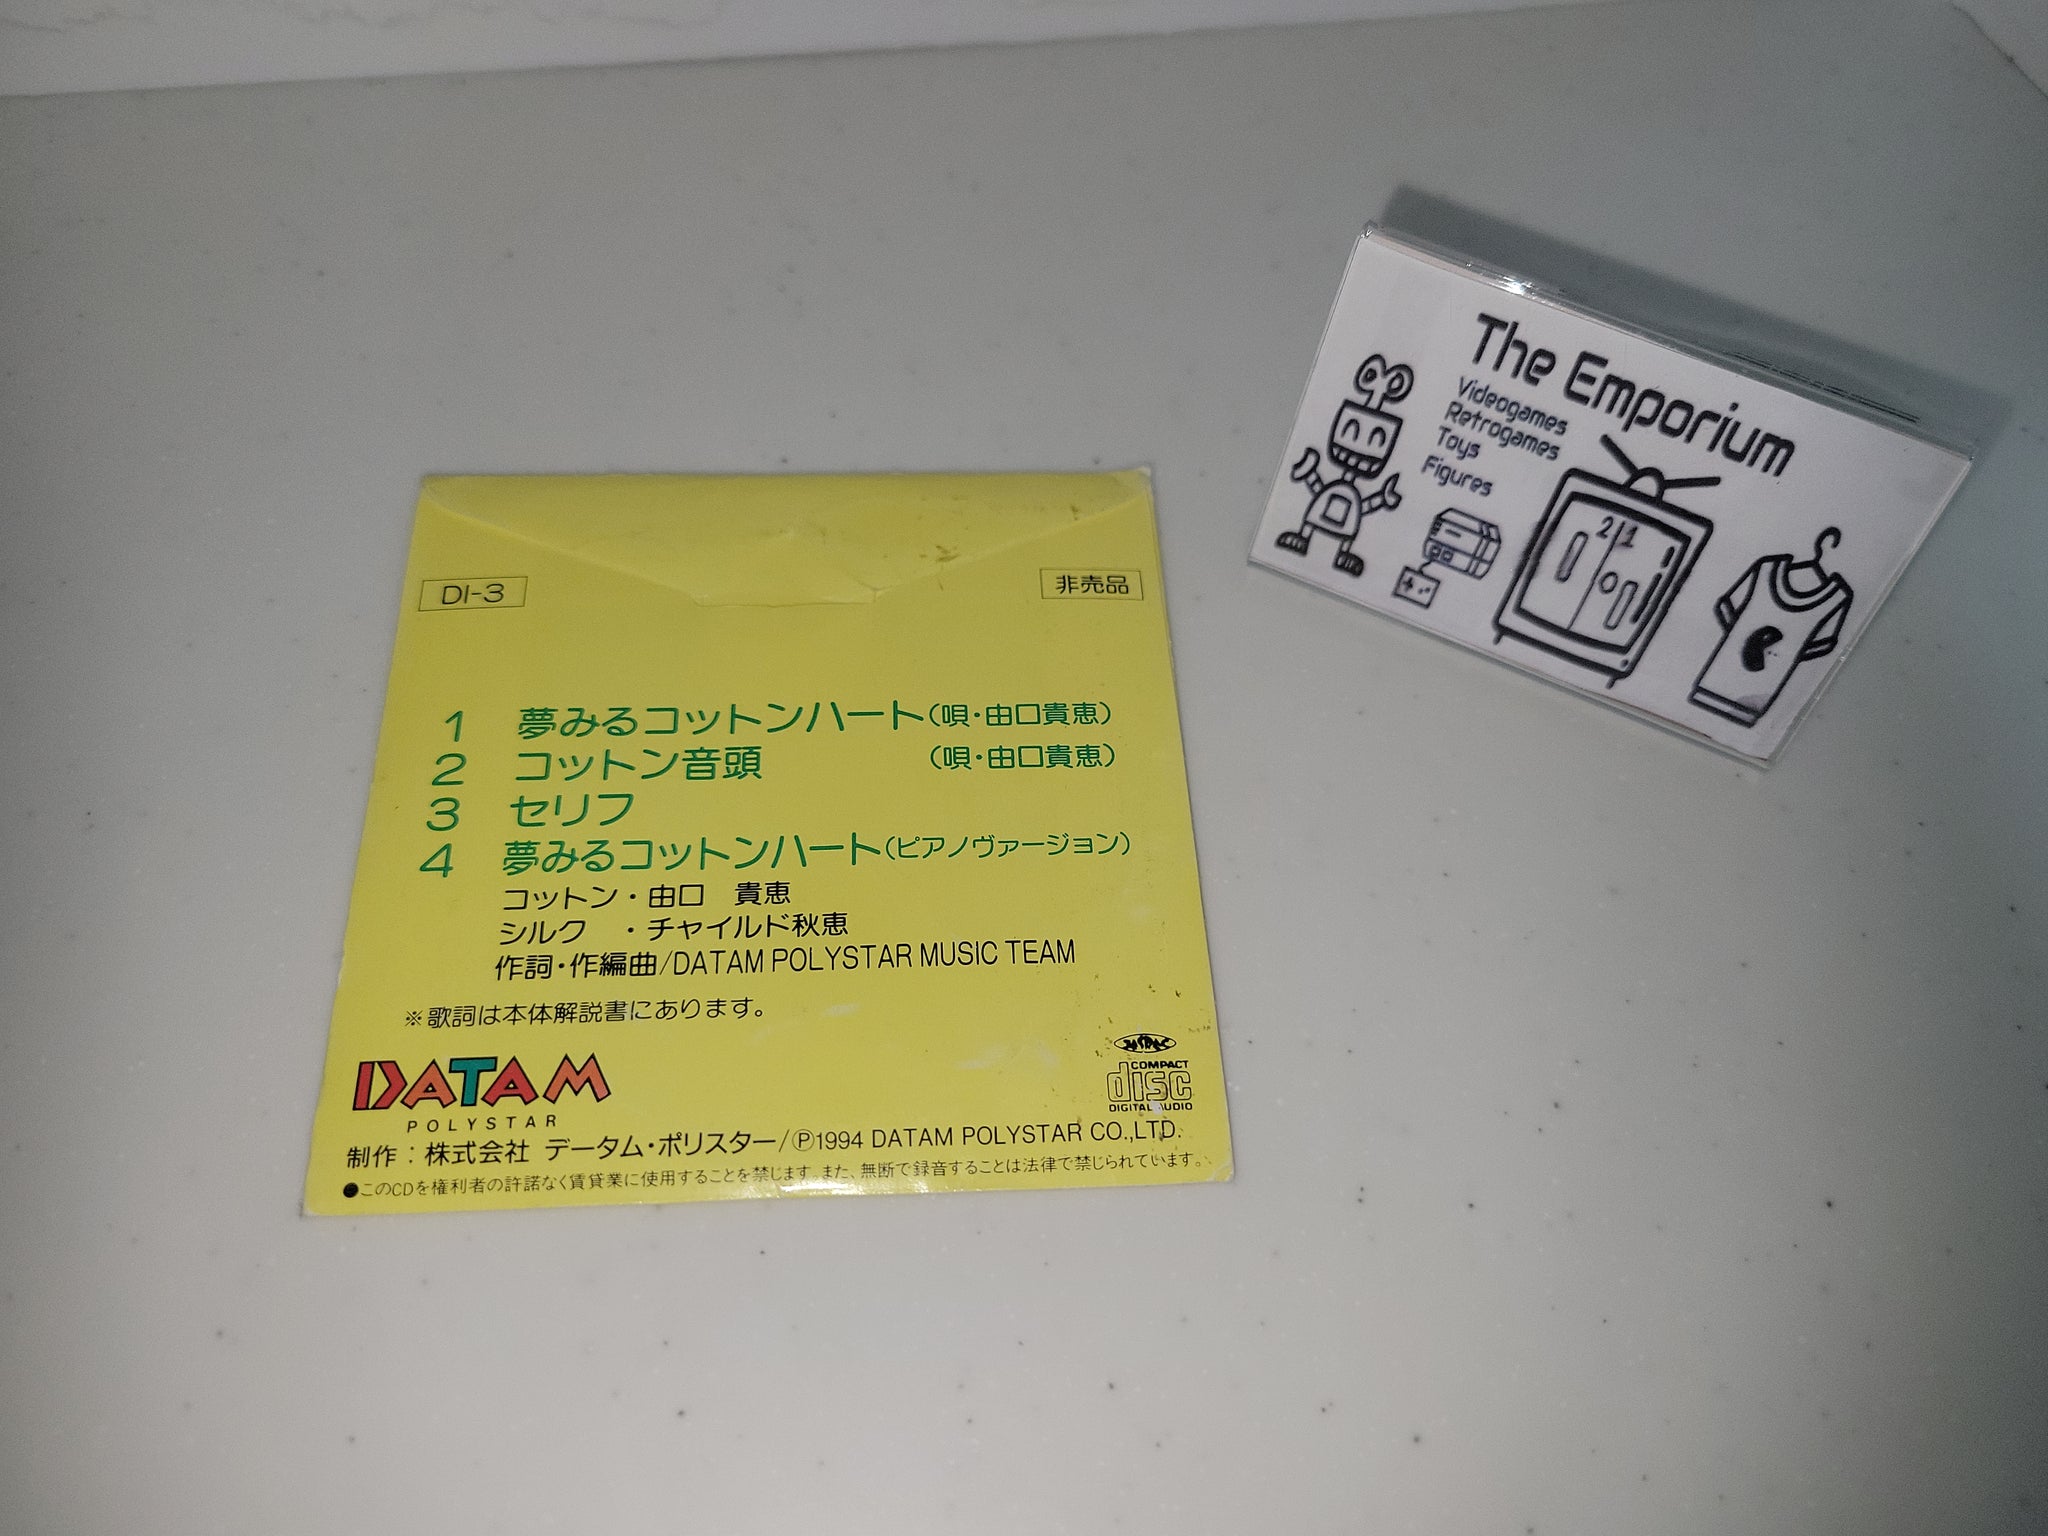 DI-3
非売品
1 夢みるコットンハート(唄・由口貴恵)
2 コットン音頭 (唄・由口貴恵)
3 セリフ
4 夢みるコットンハート(ピアノヴァージョン)
コットン・由口 貴恵
シルク ・チャイルド秋恵
作詞・作編曲/DATAM POLYSTAR MUSIC TEAM
※歌詞は本体解説書にあります。
DATAM
POLYSTAR
JASRAC
COMPACT
disc
DIGITAL AUDIO
制作:株式会社 データム・ポリスター/Ⓟ1994 DATAM POLYSTAR CO.,LTD.
●このCDを権利者の許諾なく賃貸業に使用することを禁じます。また、無断で録音することは法律で禁じられています。
The Emporium
Videogames
Retrogames
Toys
Figures
2 1